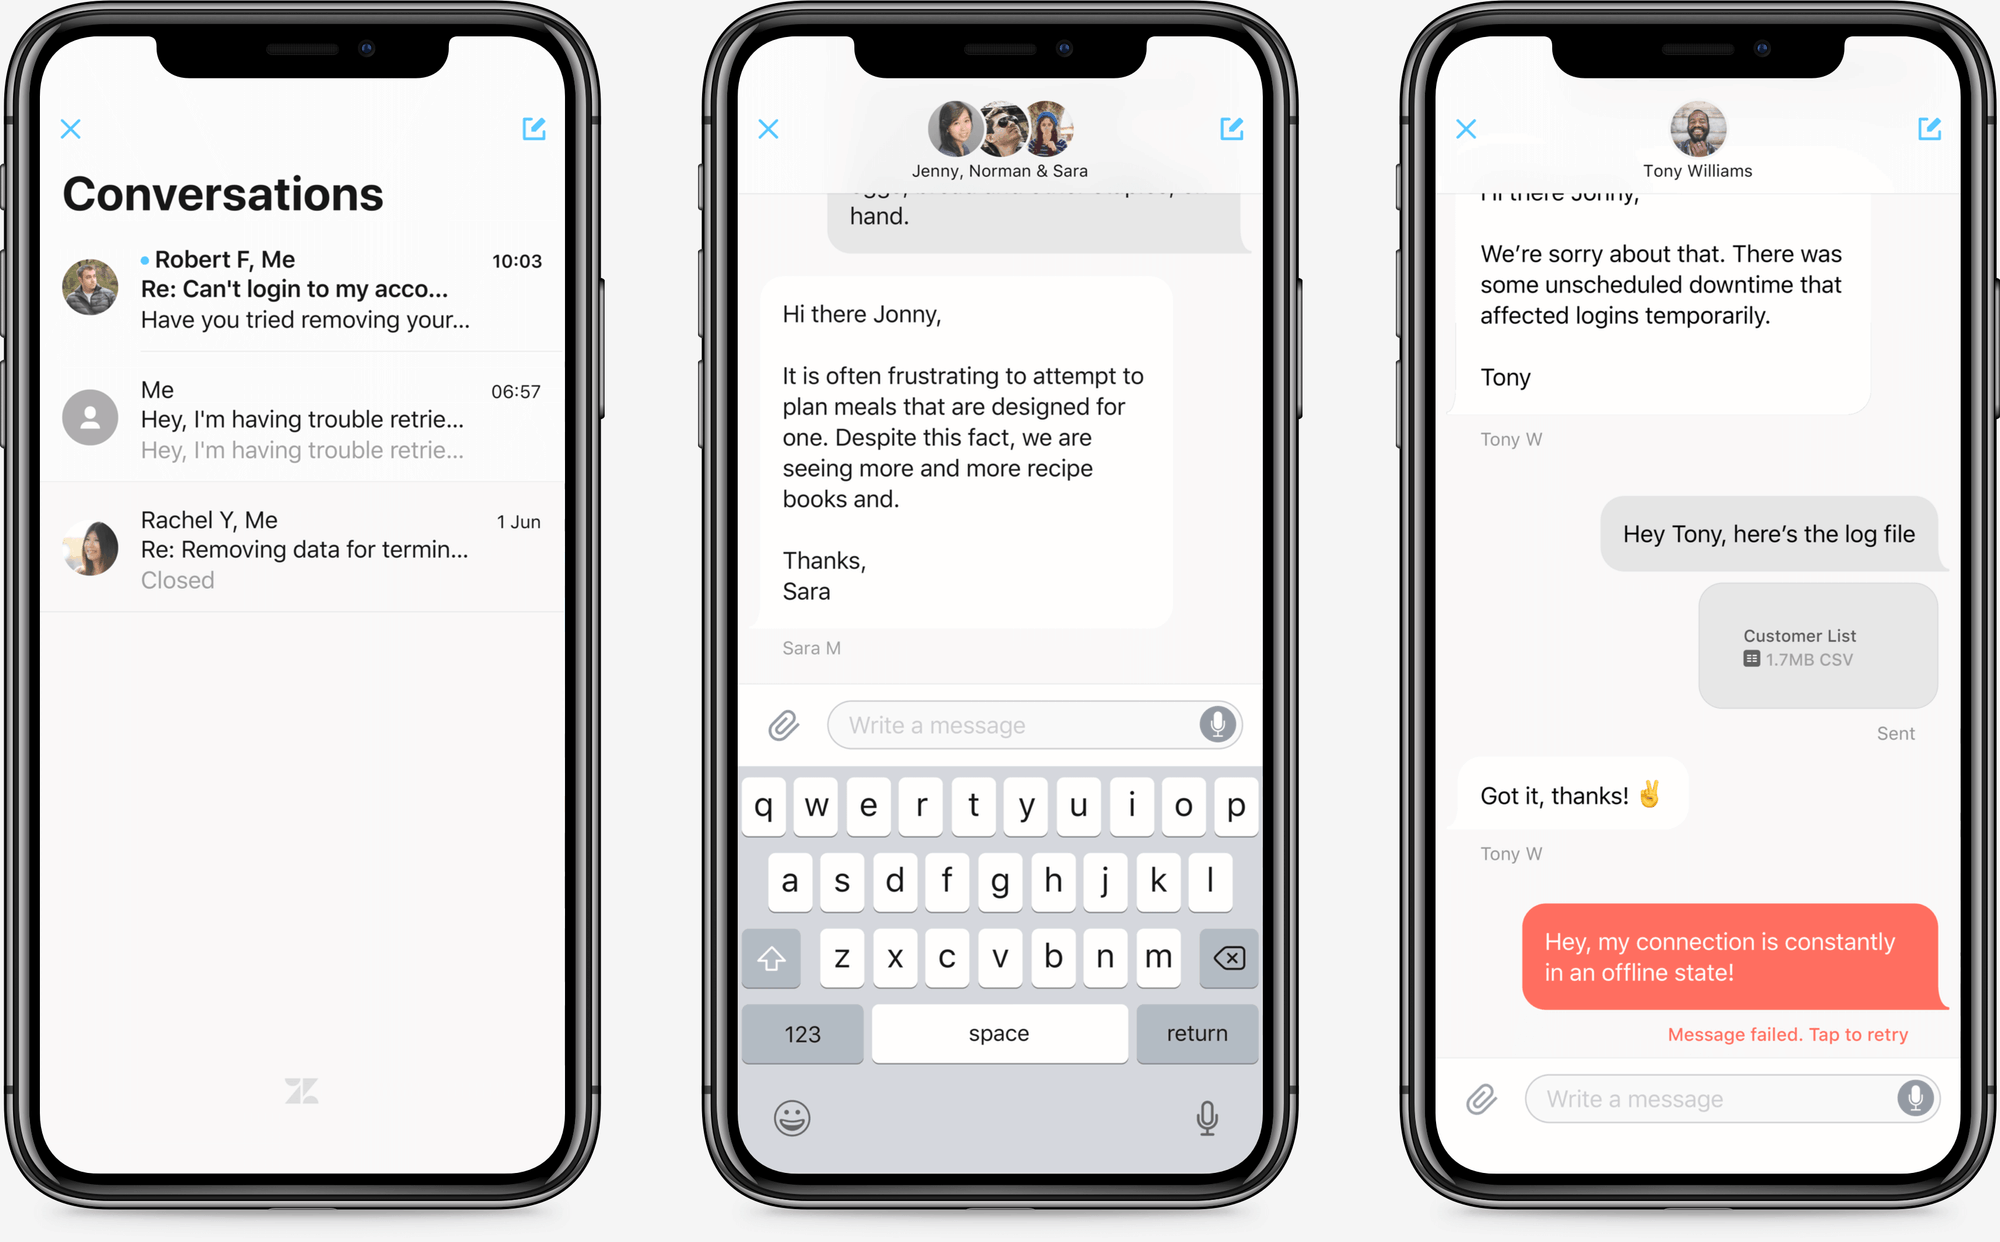 Conversations
Robert F, Me
10:03
Re: Can't login to my acco...
Have you tried removing your...
Me
06:57
Hey, I'm having trouble retrie...
Hey, I'm having trouble retrie...
Rachel Y, Me
1 Jun
Re: Removing data for termin...
Closed
Jenny, Norman & Sara
hand.
Hi there Jonny,
It is often frustrating to attempt to
plan meals that are designed for
one. Despite this fact, we are
seeing more and more recipe
books and.
Thanks,
Sara
Sara M
Write a message
q w e r t y u i o p
a s d f g h j k l
z x c v b n m
123
space
return
Tony Williams
Hi there Jonny,
We’re sorry about that. There was
some unscheduled downtime that
affected logins temporarily.
Tony
Tony W
Hey Tony, here’s the log file
Customer List
1.7MB CSV
Sent
Got it, thanks! ✌️
Tony W
Hey, my connection is constantly
in an offline state!
Message failed. Tap to retry
Write a message